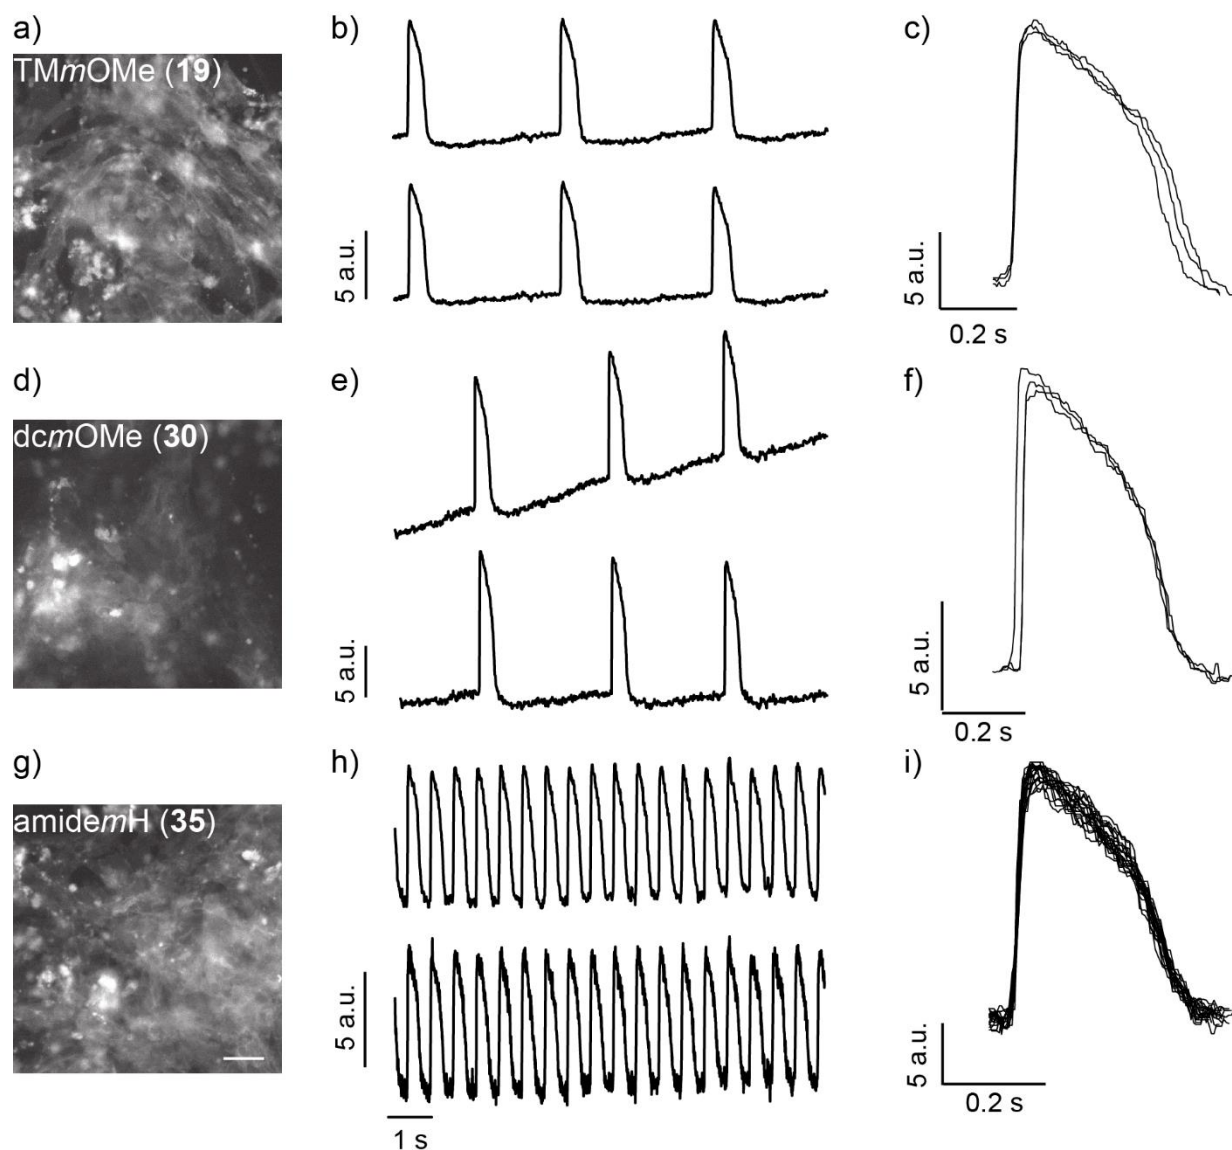 a)
TMmOMe (19)
b)
5 a.u.
c)
5 a.u.
0.2 s
d)
dcmOMe (30)
e)
5 a.u.
f)
5 a.u.
0.2 s
g)
amidemH (35)
h)
5 a.u.
1 s
i)
5 a.u.
0.2 s